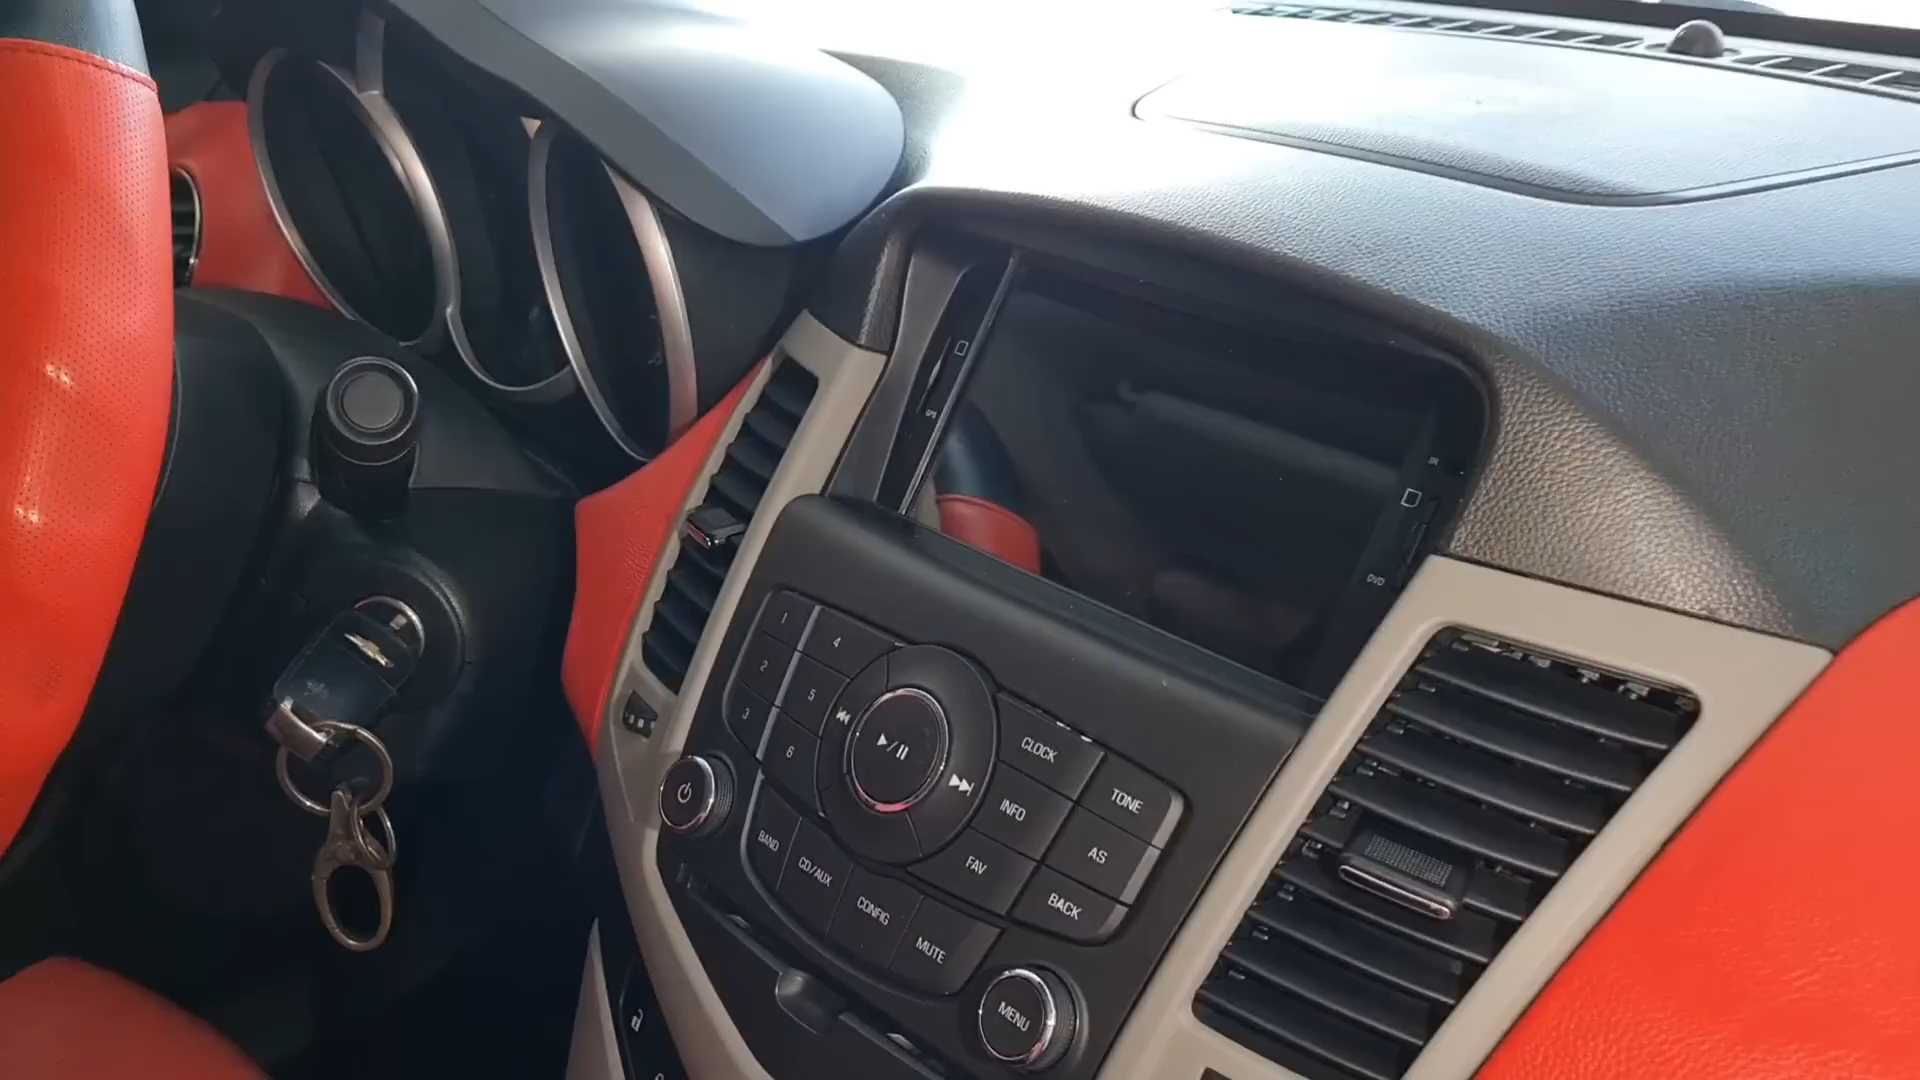 GPS
DVD
1
4
2
5
3
6
CLOCK
TONE
INFO
AS
FAV
BACK
BAND
CD/AUX
CONFIG
MUTE
MENU